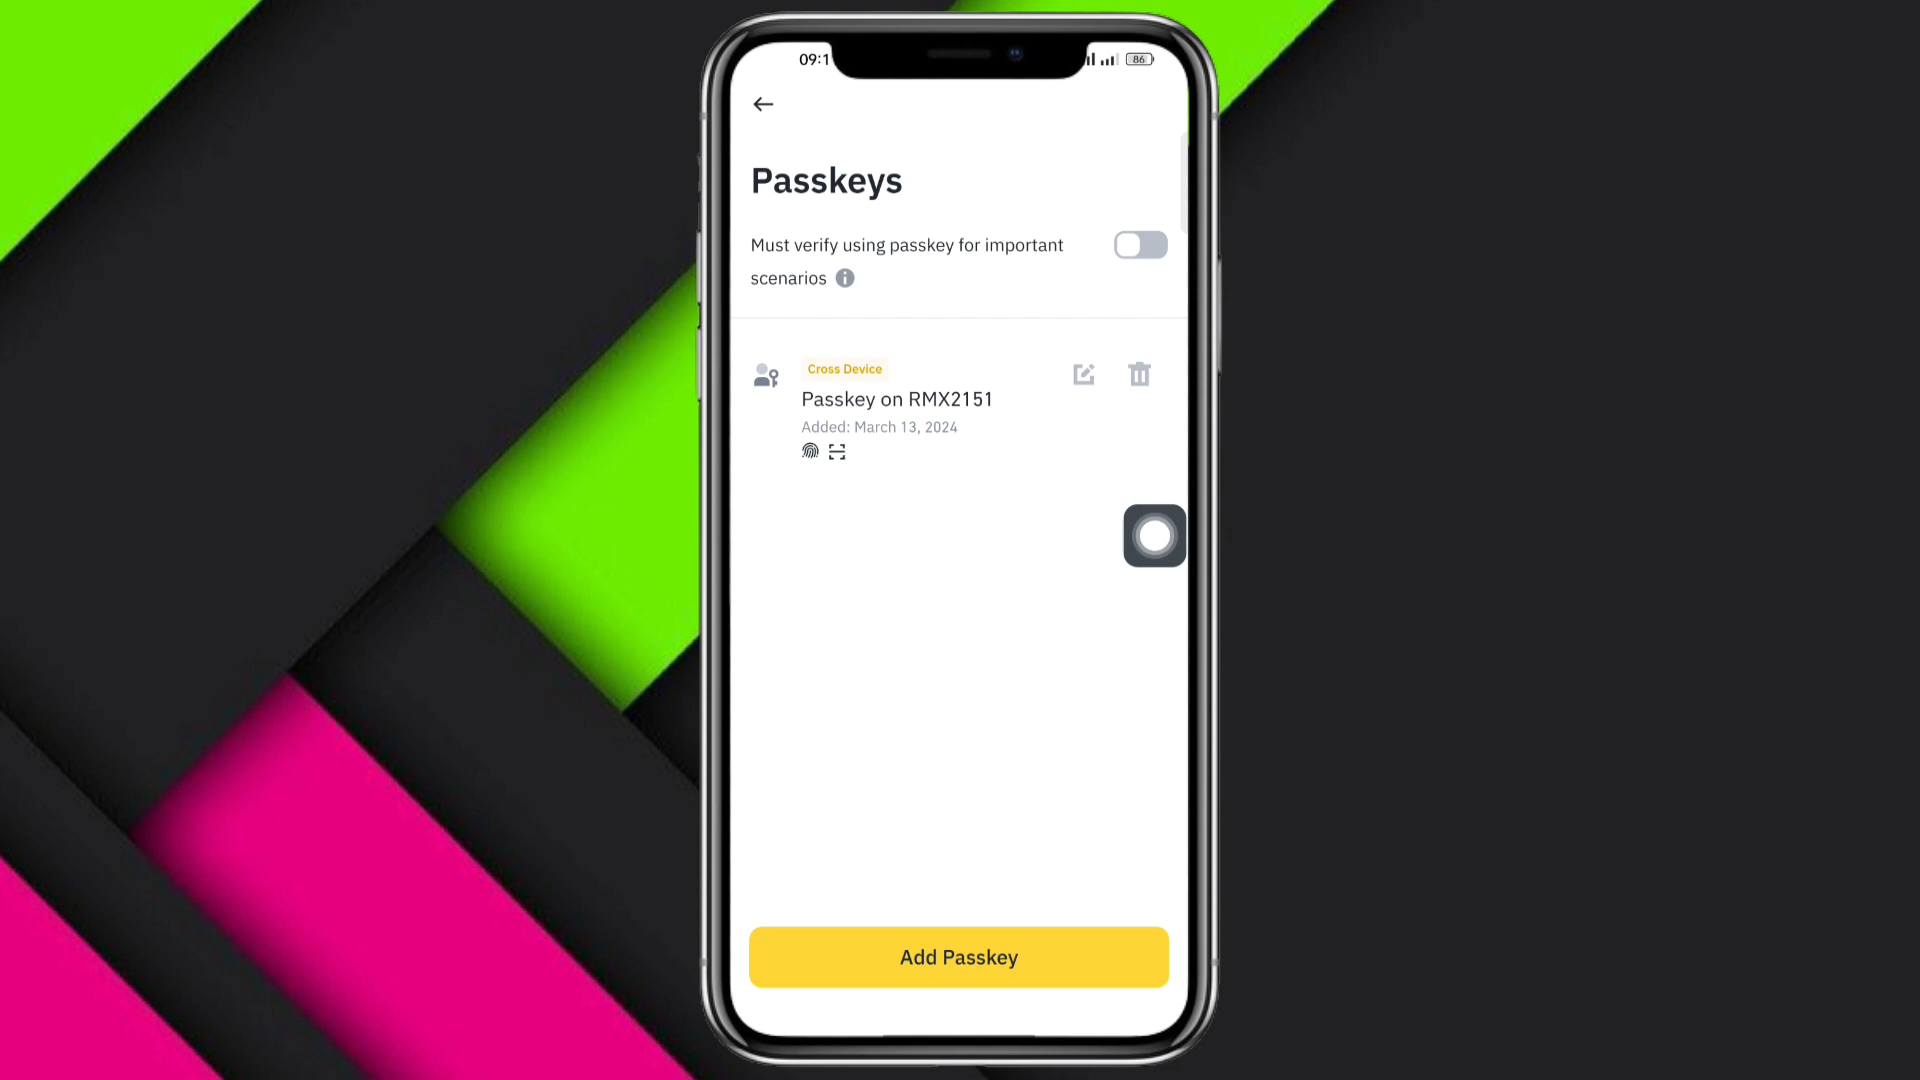 09:1
86
Passkeys
Must verify using passkey for important
scenarios
Cross Device
Passkey on RMX2151
Added: March 13, 2024
Add Passkey